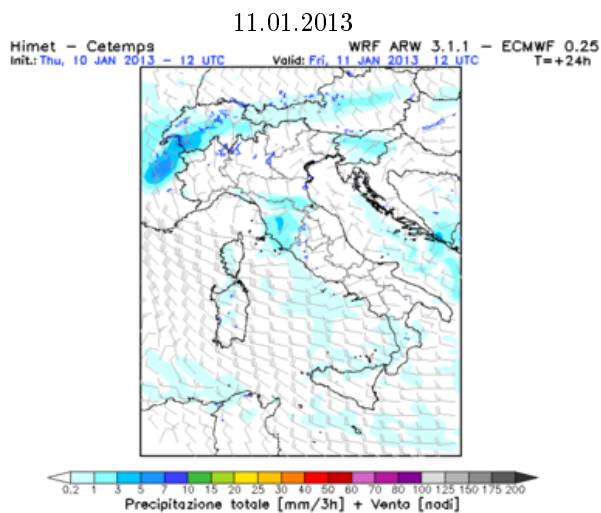 11.01.2013
Himet – Cetemps WRF ARW 3.1.1 – ECMWF 0.25
Init.: Thu, 10 JAN 2013 – 12 UTC Valid: Fri, 11 JAN 2013 12 UTC T=+24h
0.2 1 3 5 7 10 15 20 25 30 40 50 60 70 80 100 125 150 175 200
Precipitazione totale [mm/3h] + Vento [nodi]